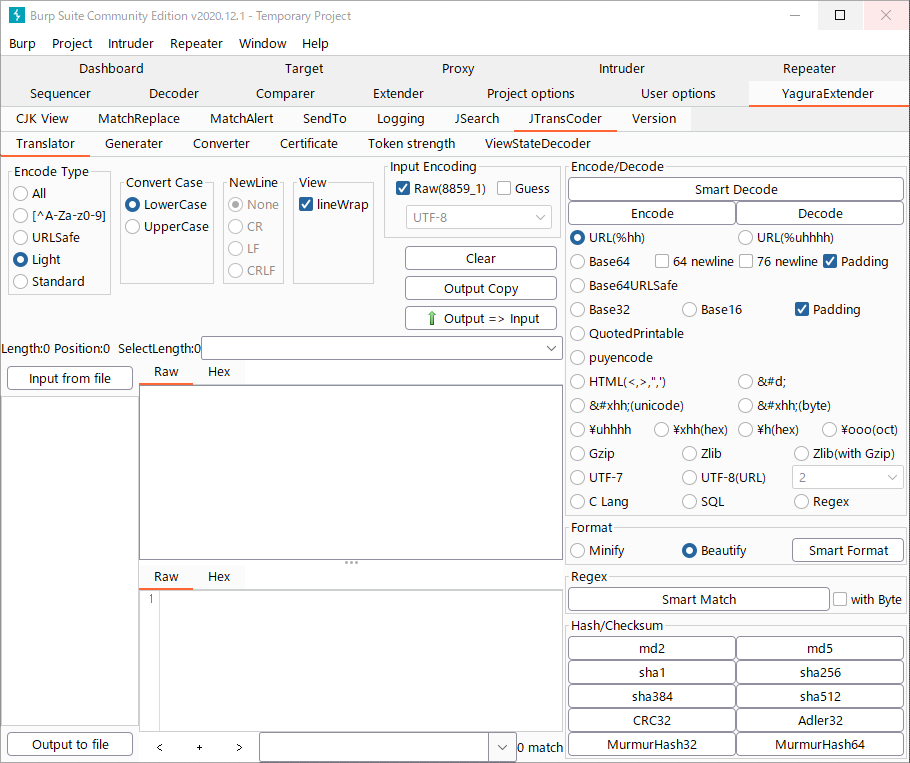 Burp Suite Community Edition v2020.12.1 - Temporary Project
Burp Project Intruder Repeater Window Help
Dashboard Target Proxy Intruder Repeater
Sequencer Decoder Comparer Extender Project options User options YaguraExtender
CJK View MatchReplace MatchAlert SendTo Logging JSearch JTransCoder Version
Translator Generater Converter Certificate Token strength ViewStateDecoder
Encode Type
All
[^A-Za-z0-9]
URLSafe
Light
Standard
Convert Case
LowerCase
UpperCase
NewLine
None
CR
LF
CRLF
View
lineWrap
Input Encoding
Raw(8859_1) Guess
UTF-8
Clear
Output Copy
Output => Input
Length:0 Position:0 SelectLength:0
Input from file
Raw Hex
Raw Hex
1
Output to file
< + > 0 match
Encode/Decode
Smart Decode
Encode Decode
URL(%hh) URL(%uhhhh)
Base64 64 newline 76 newline Padding
Base64URLSafe
Base32 Base16 Padding
QuotedPrintable
puyencode
HTML(<,>,",') &#d;
&#xhh;(unicode) &#xhh;(byte)
¥uhhhh ¥xhh(hex) ¥h(hex) ¥ooo(oct)
Gzip Zlib Zlib(with Gzip)
UTF-7 UTF-8(URL) 2
C Lang SQL Regex
Format
Minify Beautify Smart Format
Regex
Smart Match with Byte
Hash/Checksum
md2 md5
sha1 sha256
sha384 sha512
CRC32 Adler32
MurmurHash32 MurmurHash64